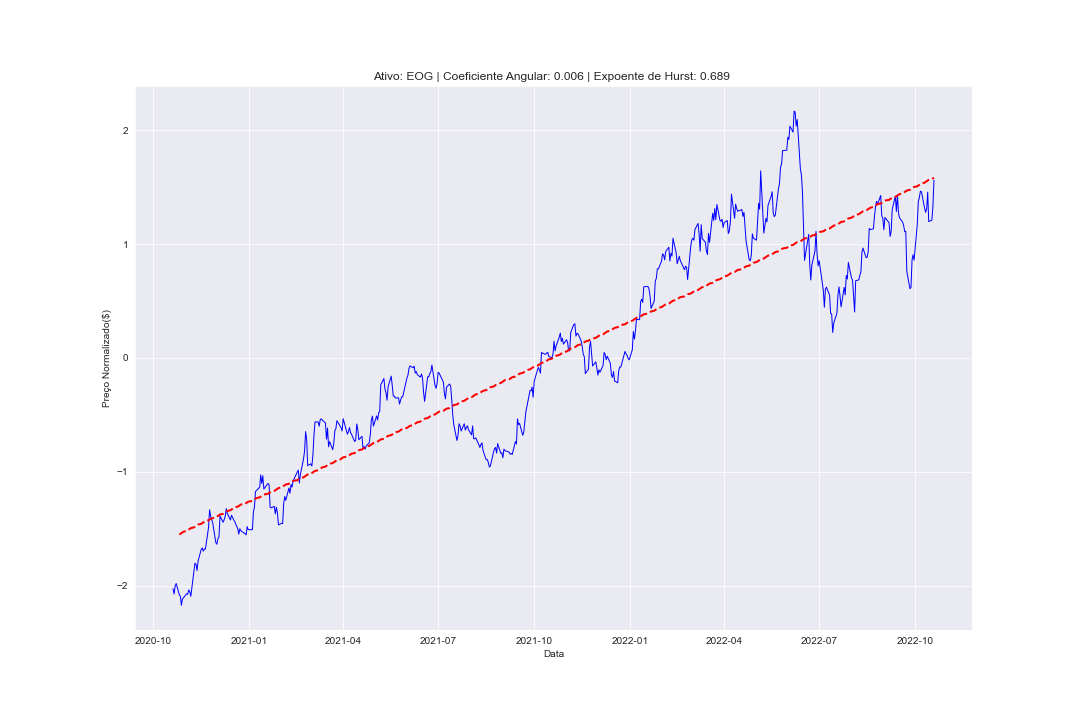 Ativo: EOG | Coeficiente Angular: 0.006 | Expoente de Hurst: 0.689
Preço Normalizado($)
2
1
0
−1
−2
2020-10 2021-01 2021-04 2021-07 2021-10 2022-01 2022-04 2022-07 2022-10
Data